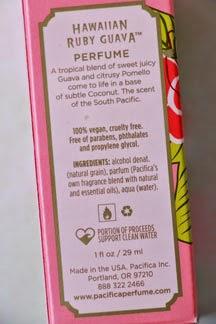 HAWAIIAN
RUBY GUAVA™
PERFUME
A tropical blend of sweet juicy
Guava and citrusy Pomello
come to life in a base
of subtle Coconut. The scent
of the South Pacific.
100% vegan, cruelty free.
Free of parabens, phthalates
and propylene glycol.
INGREDIENTS: alcohol denat.
(natural grain), parfum (Pacifica's
own fragrance blend with natural
and essential oils), aqua (water).
PORTION OF PROCEEDS
SUPPORT CLEAN WATER
1 fl oz / 29 ml
Made in the USA. Pacifica Inc.
Portland, OR 97210
888 322 2466
www.pacificaperfume.com